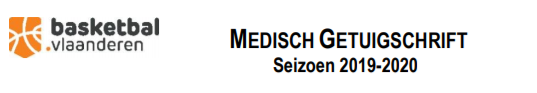 basketbal
.vlaanderen
MEDISCH GETUIGSCHRIFT
Seizoen 2019-2020